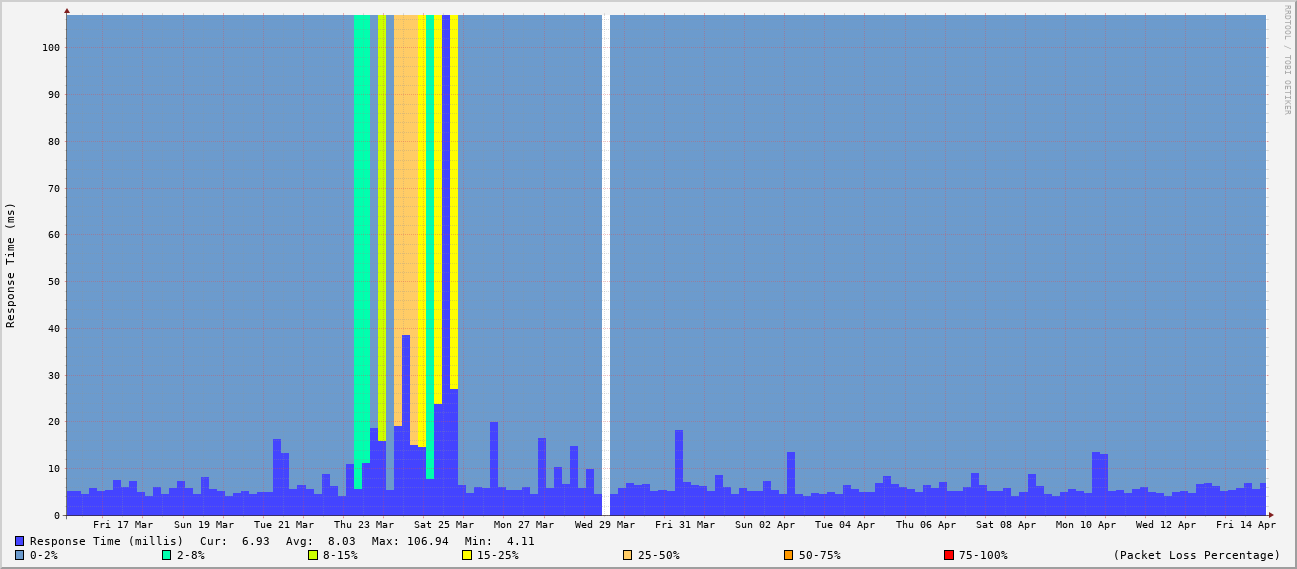 RRDTOOL / TOBI OETIKER
Response Time (ms)
100
90
80
70
60
50
40
30
20
10
0
Fri 17 Mar Sun 19 Mar Tue 21 Mar Thu 23 Mar Sat 25 Mar Mon 27 Mar Wed 29 Mar Fri 31 Mar Sun 02 Apr Tue 04 Apr Thu 06 Apr Sat 08 Apr Mon 10 Apr Wed 12 Apr Fri 14 Apr
Response Time (millis) Cur: 6.93 Avg: 8.03 Max: 106.94 Min: 4.11
0-2% 2-8% 8-15% 15-25% 25-50% 50-75% 75-100% (Packet Loss Percentage)